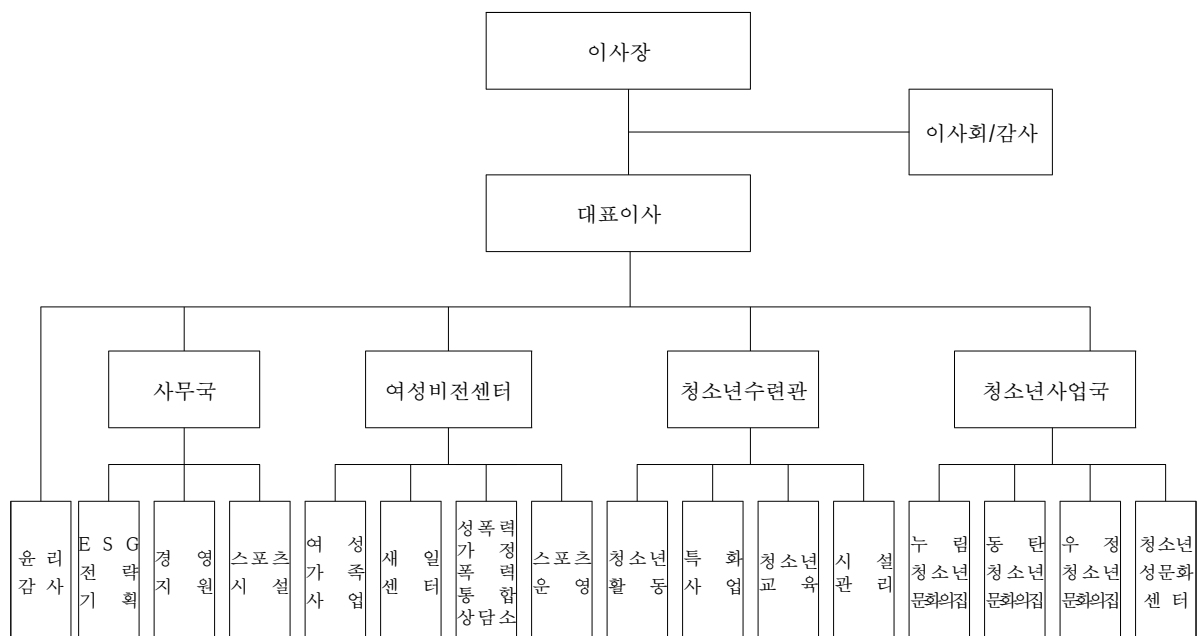 이사장
이사회/감사
대표이사
사무국
여성비전센터
청소년수련관
청소년사업국
윤 리
감 사
E S G
전 략
기 획
경 영
지 원
스포츠
시 설
여 성
가 족
사 업
새 일
센 터
성폭력
가 정
폭 력
통 합
상담소
스포츠
운 영
청소년
활 동
특 화
사 업
청소년
교 육
시 설
관 리
누 림
청소년
문화의집
동 탄
청소년
문화의집
우 정
청소년
문화의집
청소년
성문화
센 터